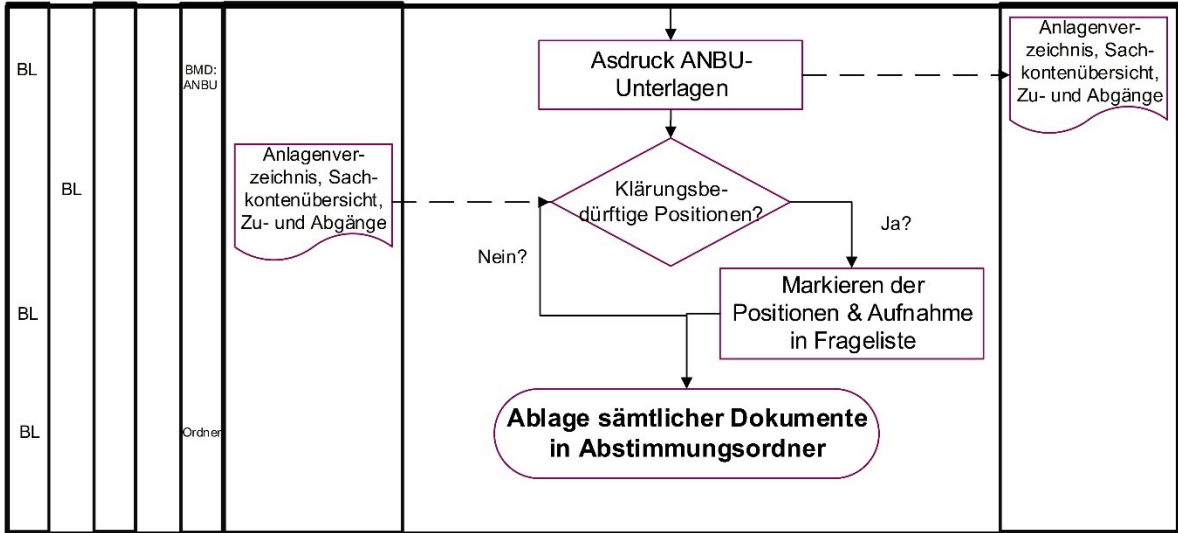 BL
BMD:
ANBU
Asdruck ANBU-
Unterlagen
Anlagenver-
zeichnis, Sach-
kontenübersicht,
Zu- und Abgänge
BL
Anlagenver-
zeichnis, Sach-
kontenübersicht,
Zu- und Abgänge
Klärungsbe-
dürftige Positionen?
Ja?
Nein?
BL
Markieren der
Positionen & Aufnahme
in Frageliste
BL
Ordner
Ablage sämtlicher Dokumente
in Abstimmungsordner